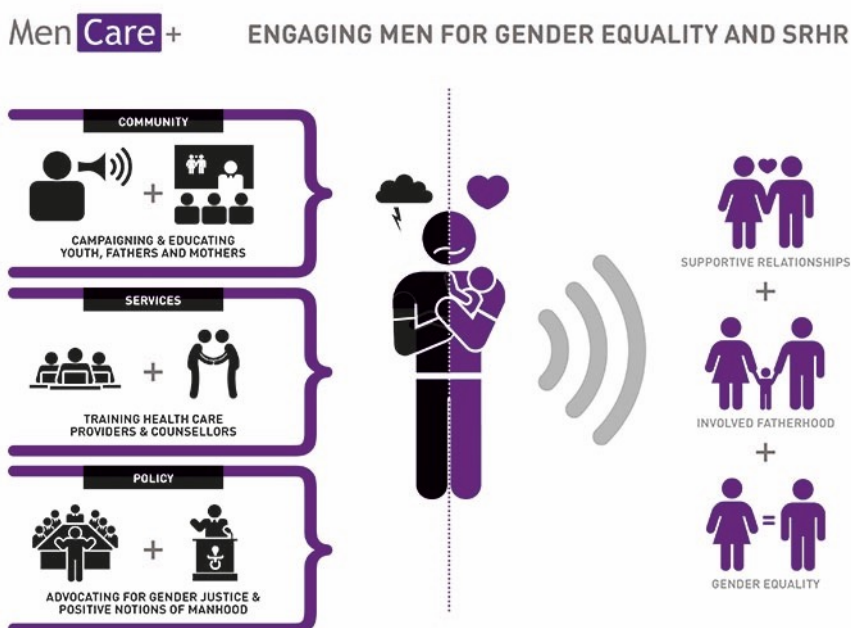 Men Care +
ENGAGING MEN FOR GENDER EQUALITY AND SRHR
COMMUNITY
CAMPAIGNING & EDUCATING
YOUTH, FATHERS AND MOTHERS
SERVICES
TRAINING HEALTH CARE
PROVIDERS & COUNSELLORS
POLICY
ADVOCATING FOR GENDER JUSTICE &
POSITIVE NOTIONS OF MANHOOD
SUPPORTIVE RELATIONSHIPS
+
INVOLVED FATHERHOOD
+
GENDER EQUALITY